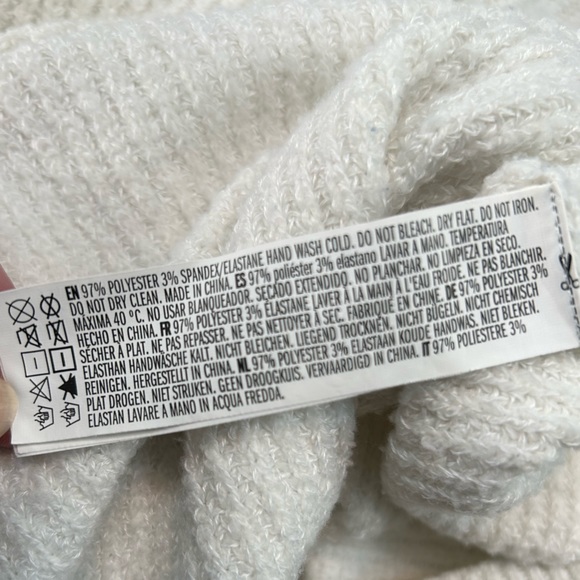 EN 97% POLYESTER 3% SPANDEX/ELASTANE HAND WASH COLD. DO NOT BLEACH. DRY FLAT. DO NOT IRON.
DO NOT DRY CLEAN. MADE IN CHINA. ES 97% poliéster 3% elastano LAVAR A MANO. TEMPERATURA
MÁXIMA 40 ºC. NO USAR BLANQUEADOR. SECADO EXTENDIDO. NO PLANCHAR. NO LIMPIEZA EN SECO.
HECHO EN CHINA. FR 97% POLYESTER 3% ÉLASTANE LAVER À LA MAIN À L'EAU FROIDE. NE PAS BLANCHIR.
SÉCHER À PLAT. NE PAS REPASSER. NE PAS NETTOYER À SEC. FABRIQUÉ EN CHINE. DE 97% POLYESTER 3%
ELASTHAN HANDWÄSCHE KALT. NICHT BLEICHEN. LIEGEND TROCKNEN. NICHT BÜGELN. NICHT CHEMISCH
REINIGEN. HERGESTELLT IN CHINA. NL 97% POLYESTER 3% ELASTAAN KOUDE HANDWAS. NIET BLEKEN.
PLAT DROGEN. NIET STRIJKEN. GEEN DROOGKUIS. VERVAARDIGD IN CHINA. IT 97% POLIESTERE 3%
ELASTAN LAVARE A MANO IN ACQUA FREDDA.